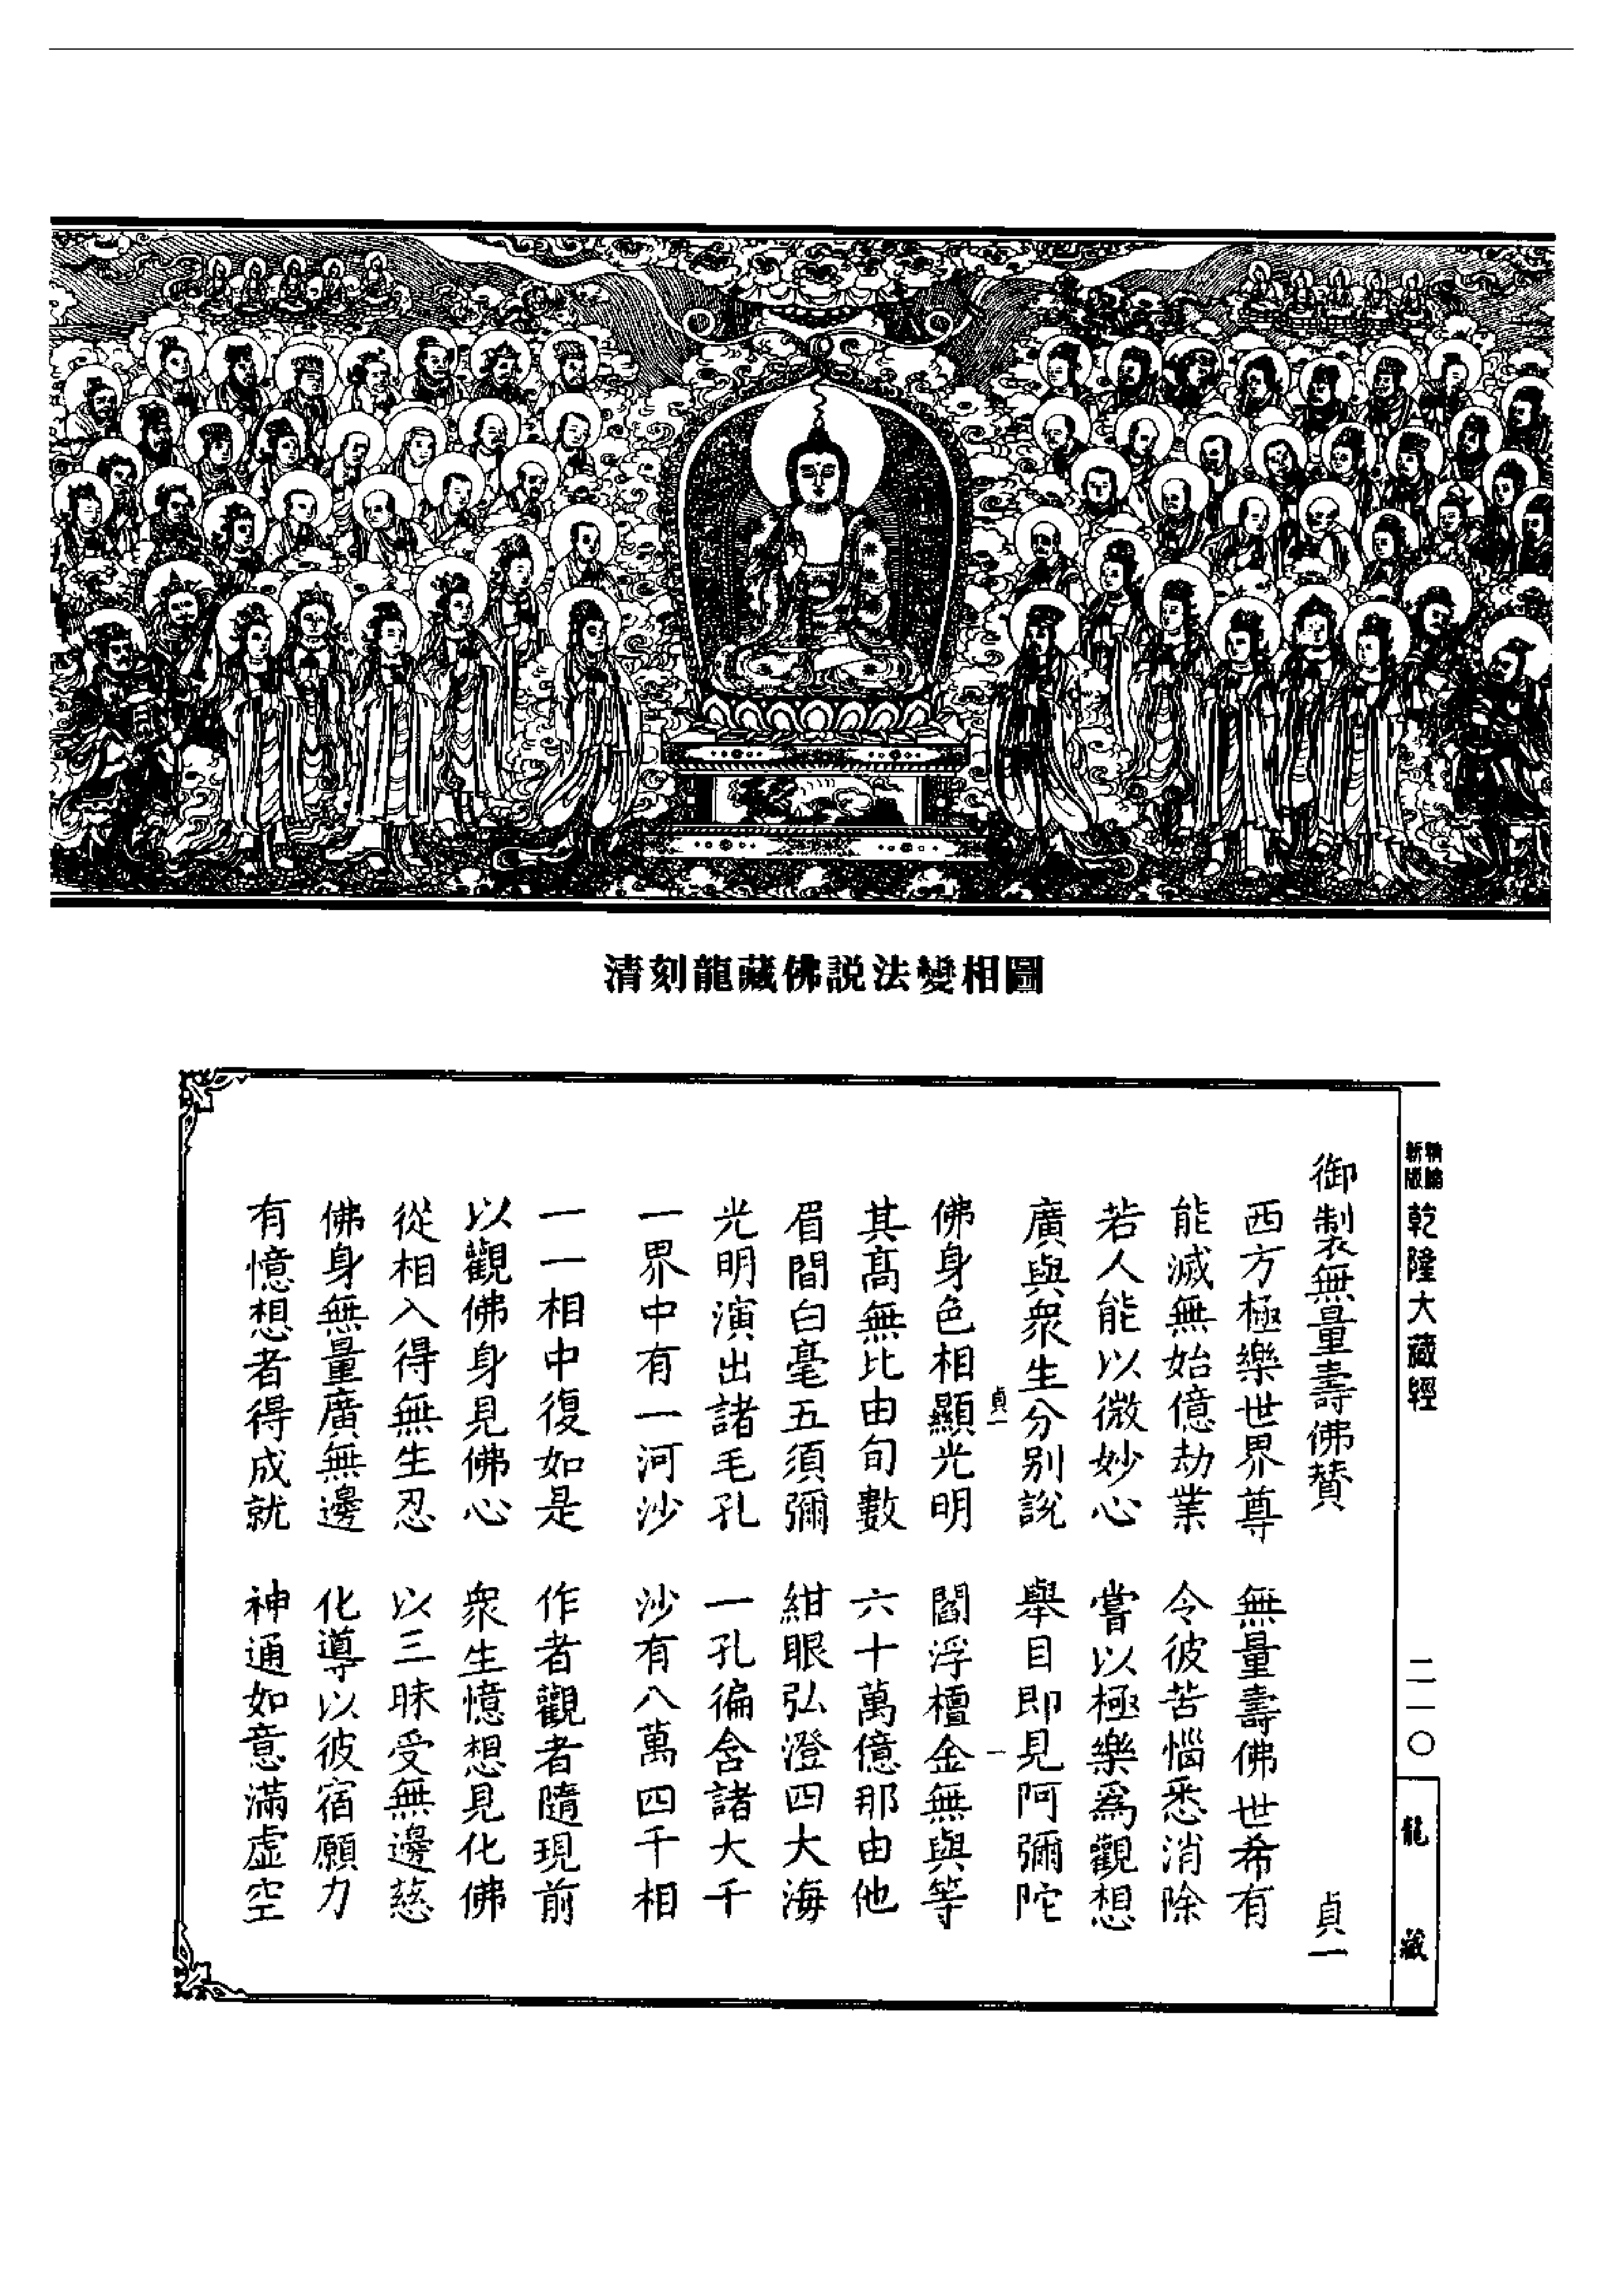 清刻龍藏佛説法變相圖
精編
新版
乾隆大藏經
二一〇
龍藏
御製無量壽佛贊 貞一
西方極樂世界尊 無量壽佛世希有
能滅無始億劫業 令彼苦惱悉消除
若人能以微妙心 嘗以極樂爲觀想
廣與衆生分别説 舉目即見阿彌陀
貞一 一
佛身色相顯光明 閻浮檀金無與等
其髙無比由旬數 六十萬億那由他
眉間白毫五須彌 紺眼弘澄四大海
光明演出諸毛孔 一孔徧含諸大千
一界中有一河沙 沙有八萬四千相
一一相中復如是 作者觀者隨現前
以觀佛身見佛心 衆生憶想見化佛
從相入得無生忍 以三昧受無邊慈
佛身無量廣無邊 化導以彼宿願力
有憶想者得成就 神通如意滿虛空